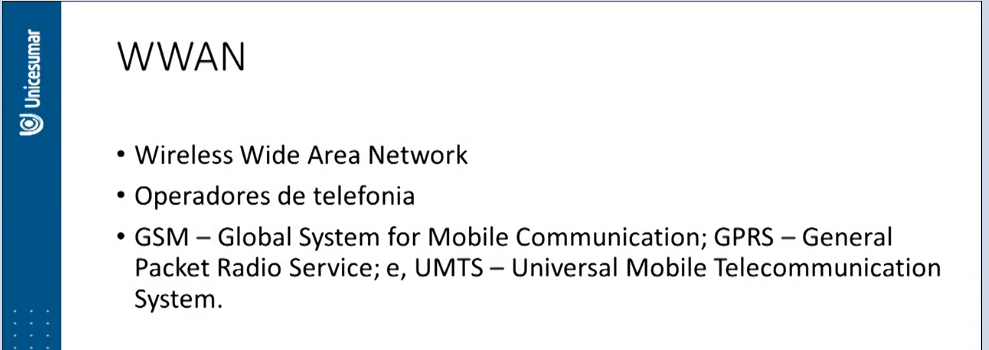 Unicesumar
WWAN
• Wireless Wide Area Network
• Operadores de telefonia
• GSM – Global System for Mobile Communication; GPRS – General
Packet Radio Service; e, UMTS – Universal Mobile Telecommunication
System.